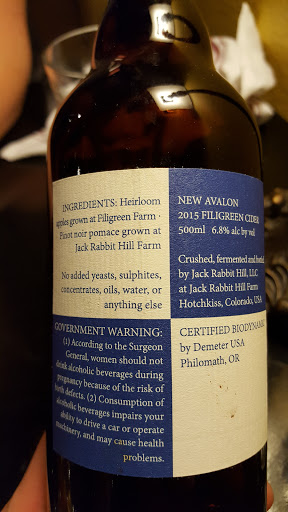 INGREDIENTS: Heirloom
apples grown at Filigreen Farm ·
Pinot noir pomace grown at
Jack Rabbit Hill Farm
No added yeasts, sulphites,
concentrates, oils, water, or
anything else
NEW AVALON
2015 FILIGREEN CIDER
500ml 6.8% alc by vol
Crushed, fermented and bottled
by Jack Rabbit Hill, LLC
at Jack Rabbit Hill Farm
Hotchkiss, Colorado, USA
GOVERNMENT WARNING:
(1) According to the Surgeon
General, women should not
drink alcoholic beverages during
pregnancy because of the risk of
birth defects. (2) Consumption of
alcoholic beverages impairs your
ability to drive a car or operate
machinery, and may cause health
problems.
CERTIFIED BIODYNAMIC
by Demeter USA
Philomath, OR